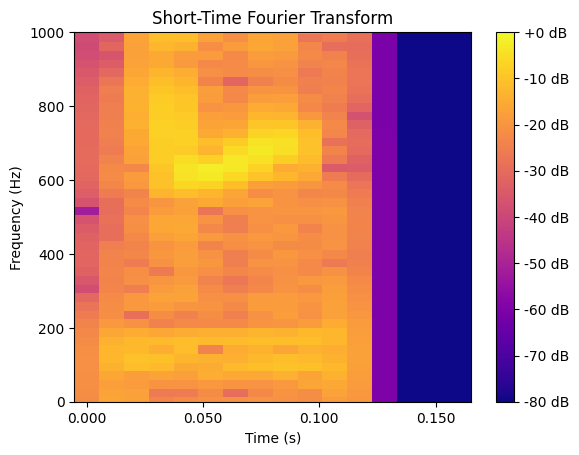 Short-Time Fourier Transform
1000
800
600
400
200
0
Frequency (Hz)
0.000
0.050
0.100
0.150
Time (s)
+0 dB
-10 dB
-20 dB
-30 dB
-40 dB
-50 dB
-60 dB
-70 dB
-80 dB